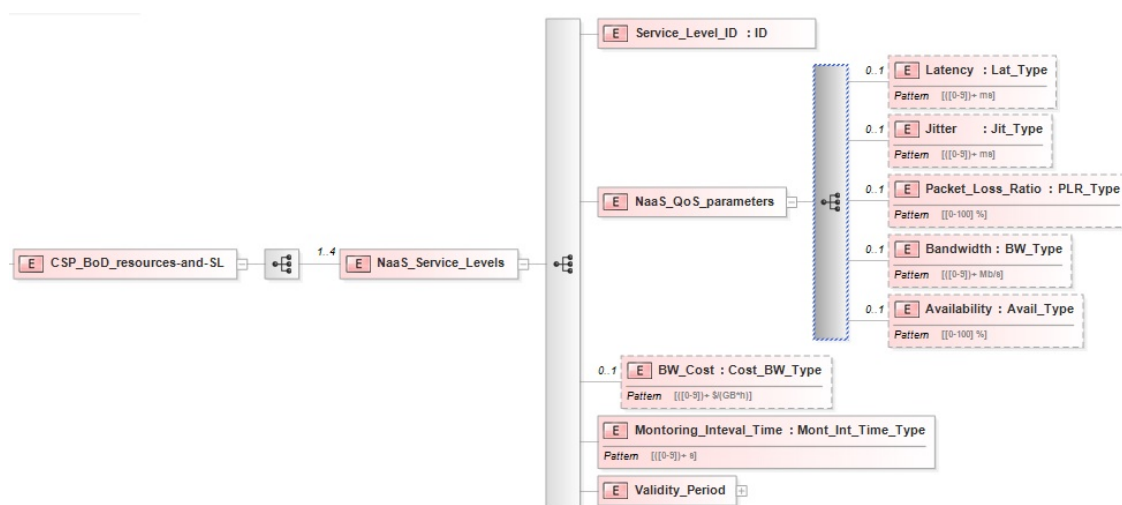 E Service_Level_ID : ID
0..1 E Latency : Lat_Type
Pattern [([0-9])+ ms]
E Jitter : Jit_Type
0..1
Pattern [([0-9])+ ms]
0..1 E Packet_Loss_Ratio : PLR_Type
E NaaS_QoS_parameters
Pattern [[0-100] %]
0..1 E Bandwidth : BW_Type
E CSP_BoD_resources-and-SL 1..4 E NaaS_Service_Levels
Pattern [([0-9])+ Mb/s]
0..1 E Availability : Avail_Type
Pattern [[0-100] %]
0..1 E BW_Cost : Cost_BW_Type
Pattern [([0-9])+ $/(GB*h)]
E Montoring_Inteval_Time : Mont_Int_Time_Type
Pattern [([0-9])+ s]
E Validity_Period